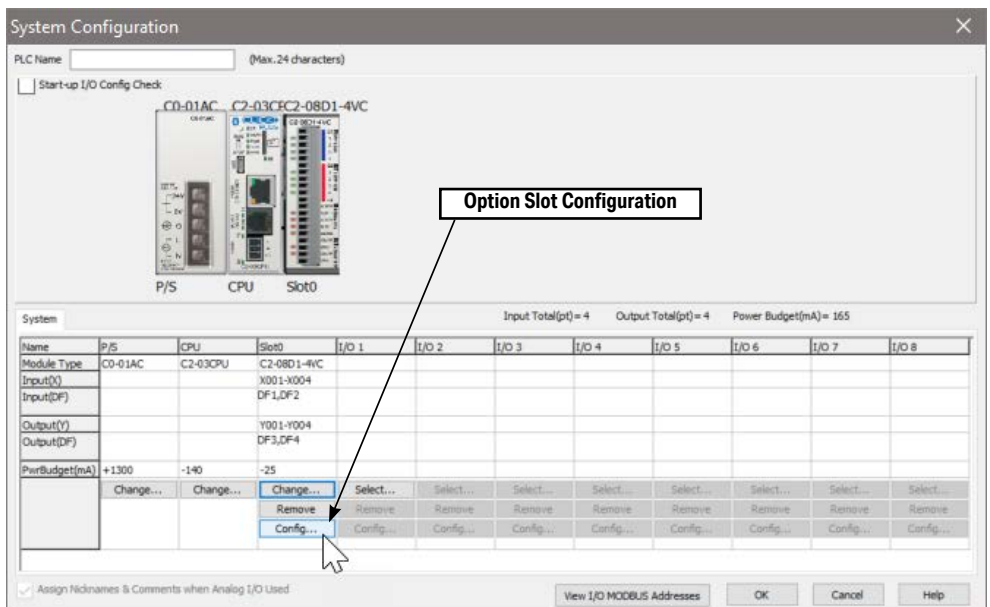 System Configuration
PLC Name (Max.24 characters)
Start-up I/O Config Check
C0-01AC C2-03CFC2-08D1-4VC
C0-01AC
C2-08D1-4VC
Option Slot Configuration
P/S CPU Slot0
System Input Total(pt)= 4 Output Total(pt)= 4 Power Budget(mA)= 165
Name P/S CPU Slot0 I/O 1 I/O 2 I/O 3 I/O 4 I/O 5 I/O 6 I/O 7 I/O 8
Module Type C0-01AC C2-03CPU C2-08D1-4VC
Input(X) X001-X004
Input(DF) DF1,DF2
Output(Y) Y001-Y004
Output(DF) DF3,DF4
PwrBudget(mA) +1300 -140 -25
Change... Change... Change... Select... Select... Select... Select... Select... Select... Select... Select...
Remove Remove Remove Remove Remove Remove Remove Remove Remove
Config... Config... Config... Config... Config... Config... Config... Config... Config...
Assign Nicknames & Comments when Analog I/O Used View I/O MODBUS Addresses OK Cancel Help